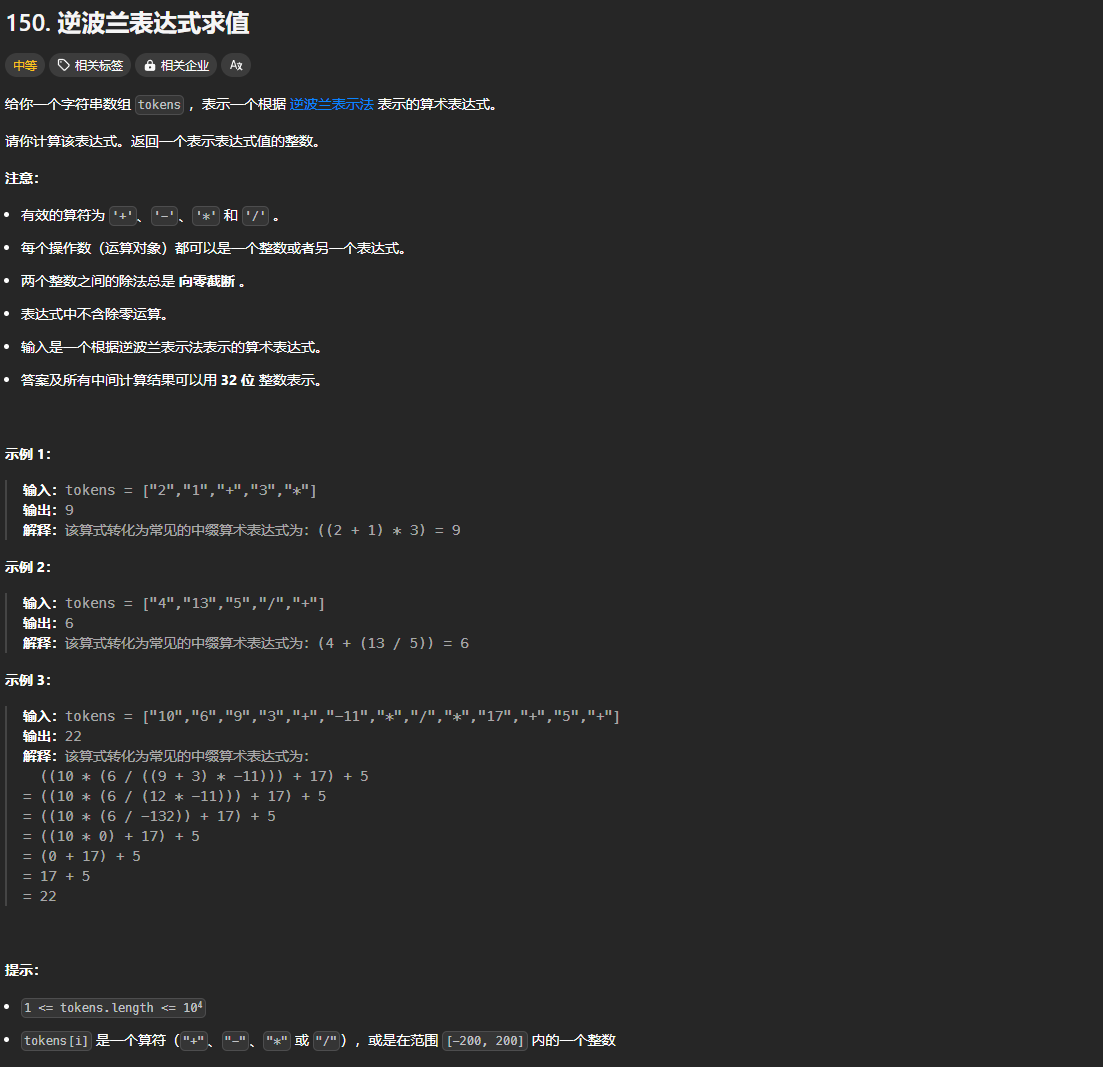 150. 逆波兰表达式求值
中等 相关标签 相关企业
给你一个字符串数组 tokens ，表示一个根据 逆波兰表示法 表示的算术表达式。
请你计算该表达式。返回一个表示表达式值的整数。
注意：
有效的算符为 '+'、'-'、'*' 和 '/' 。
每个操作数（运算对象）都可以是一个整数或者另一个表达式。
两个整数之间的除法总是 向零截断 。
表达式中不含除零运算。
输入是一个根据逆波兰表示法表示的算术表达式。
答案及所有中间计算结果可以用 32 位 整数表示。
示例 1：
输入：tokens = ["2","1","+","3","*"]
输出：9
解释：该算式转化为常见的中缀算术表达式为：((2 + 1) * 3) = 9
示例 2：
输入：tokens = ["4","13","5","/","+"]
输出：6
解释：该算式转化为常见的中缀算术表达式为：(4 + (13 / 5)) = 6
示例 3：
输入：tokens = ["10","6","9","3","+","-11","*","/","*","17","+","5","+"]
输出：22
解释：该算式转化为常见的中缀算术表达式为：
((10 * (6 / ((9 + 3) * -11))) + 17) + 5
= ((10 * (6 / (12 * -11))) + 17) + 5
= ((10 * (6 / -132)) + 17) + 5
= ((10 * 0) + 17) + 5
= (0 + 17) + 5
= 17 + 5
= 22
提示：
1 <= tokens.length <= 10⁴
tokens[i] 是一个算符（"+"、"-"、"*" 或 "/"），或是在范围 [-200, 200] 内的一个整数